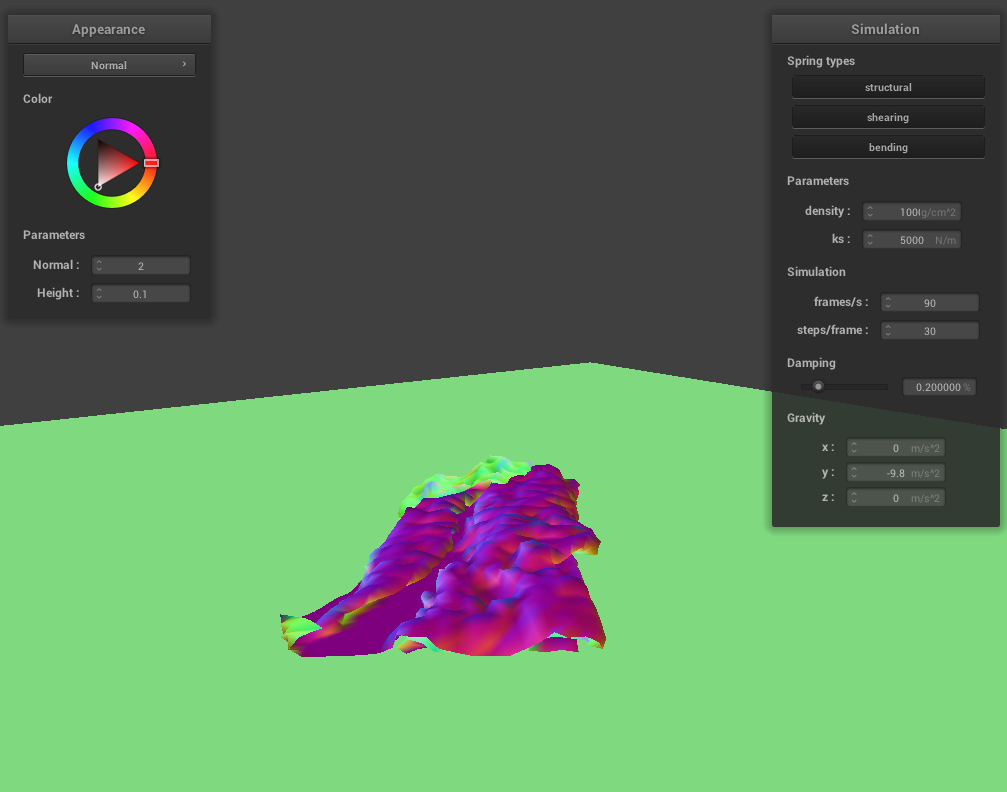 Appearance
Normal
Color
Parameters
Normal : 2
Height : 0.1
Simulation
Spring types
structural
shearing
bending
Parameters
density : 100 g/cm^2
ks : 5000 N/m
Simulation
frames/s : 90
steps/frame : 30
Damping
0.200000 %
Gravity
x : 0 m/s^2
y : -9.8 m/s^2
z : 0 m/s^2